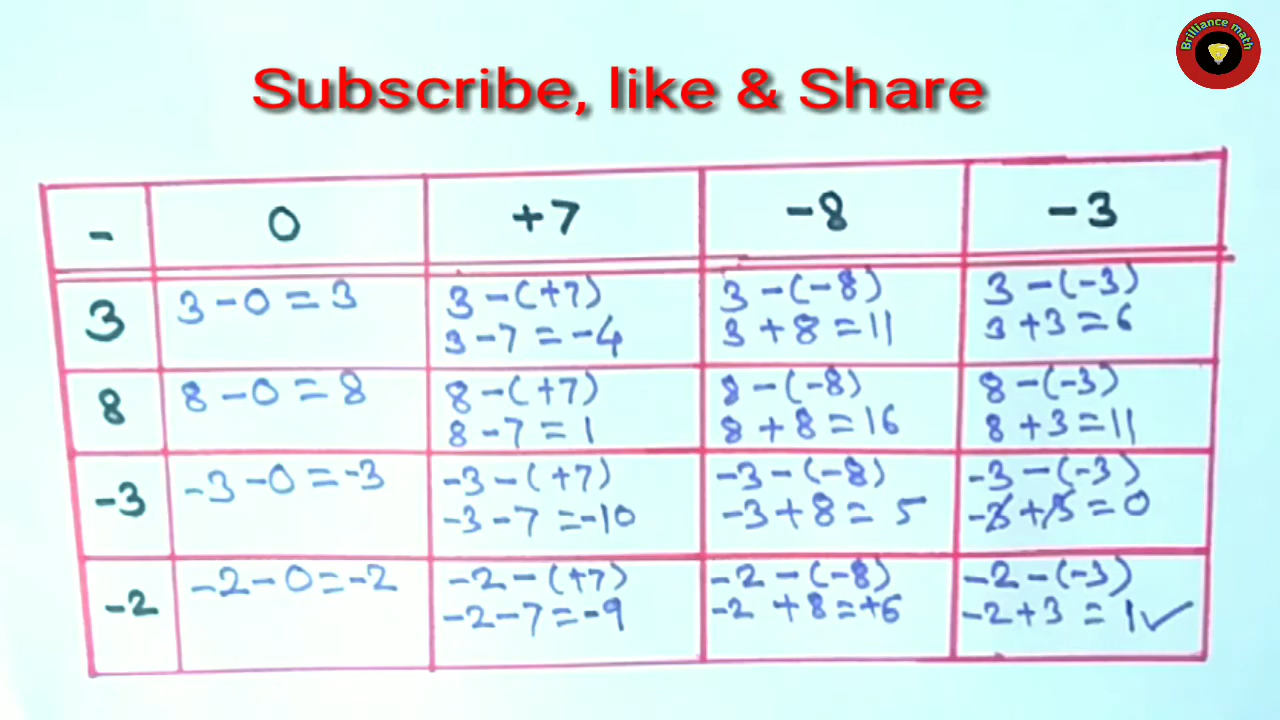 Brilliance math
Subscribe, like & Share
- 0 +7 -8 -3
3 3-0=3 3-(+7) 3-(-8) 3-(-3)
3-7=-4 3+8=11 3+3=6
8 8-0=8 8-(+7) 8-(-8) 8-(-3)
8-7=1 8+8=16 8+3=11
-3 -3-0=-3 -3-(+7) -3-(-8) -3-(-3)
-3-7=-10 -3+8=5 -3+3=0
-2 -2-0=-2 -2-(+7) -2-(-8) -2-(-3)
-2-7=-9 -2+8=+6 -2+3=1✓